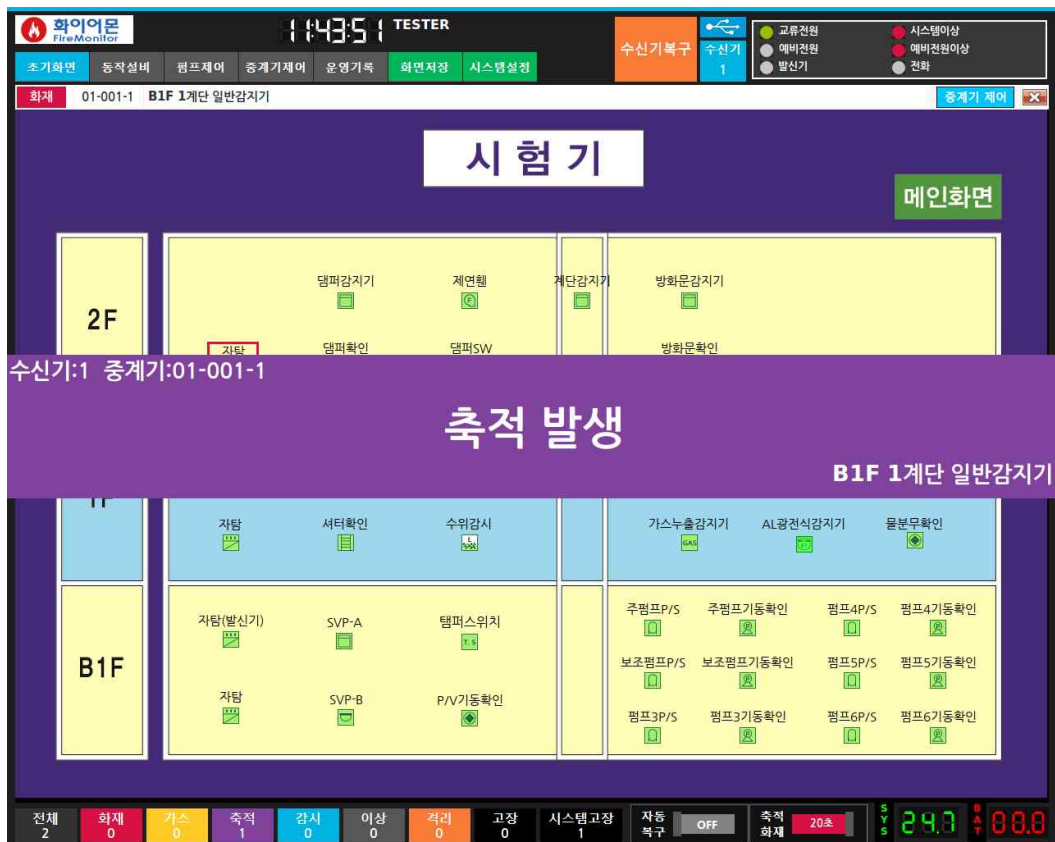 화이어몬
FireMonitor
11:43:51 TESTER
수신기복구
수신기
1
교류전원
시스템이상
예비전원
예비전원이상
발신기
전화
초기화면 동작설비 펌프제어 중계기제어 운영기록 화면저장 시스템설정
화재 01-001-1 B1F 1계단 일반감지기
중계기 제어
시 험 기
메인화면
2F
댐퍼감지기 제연휀 계단감지기 방화문감지기
자탐 댐퍼확인 댐퍼SW 방화문확인
수신기:1 중계기:01-001-1
축적 발생
B1F 1계단 일반감지기
자탐 셔터확인 수위감시 가스누출감지기 AL광전식감지기 물분무확인
GAS
B1F
자탐(발신기) SVP-A 탬퍼스위치
T.S
주펌프P/S 주펌프기동확인 펌프4P/S 펌프4기동확인
보조펌프P/S 보조펌프기동확인 펌프5P/S 펌프5기동확인
자탐 SVP-B P/V기동확인
펌프3P/S 펌프3기동확인 펌프6P/S 펌프6기동확인
전체 화재 가스 축적 감시 이상 격리 고장 시스템고장
2 0 0 1 0 0 0 0 1
자동
복구
OFF
축적
화재
20초
SYS 24.7
BAT 00.0